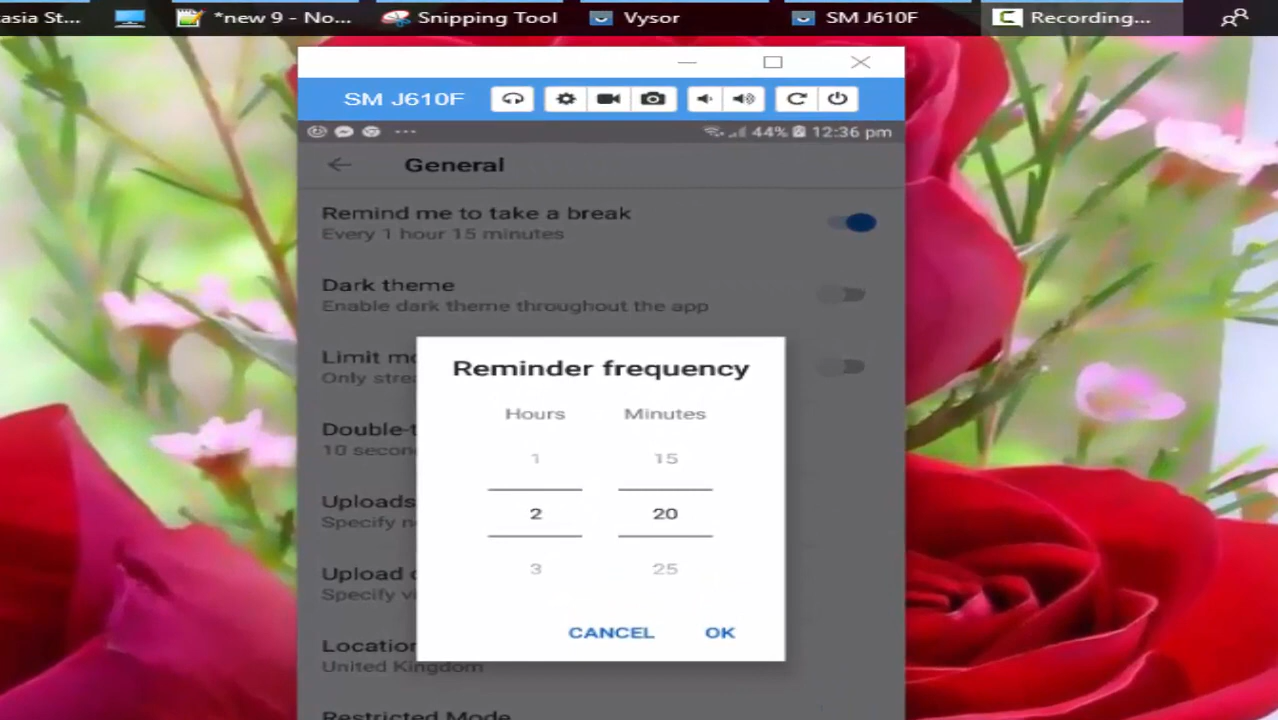 asia St...
*new 9 - No...
Snipping Tool
Vysor
SM J610F
Recording...
SM J610F
44% 12:36 pm
General
Remind me to take a break
Every 1 hour 15 minutes
Dark theme
Enable dark theme throughout the app
Limit mo
Only strea
Reminder frequency
Hours Minutes
1 15
2 20
3 25
CANCEL OK
Double-t
10 second
Uploads
Specify n
Upload
Specify vi
Location
United Kingdom
Restricted Mode